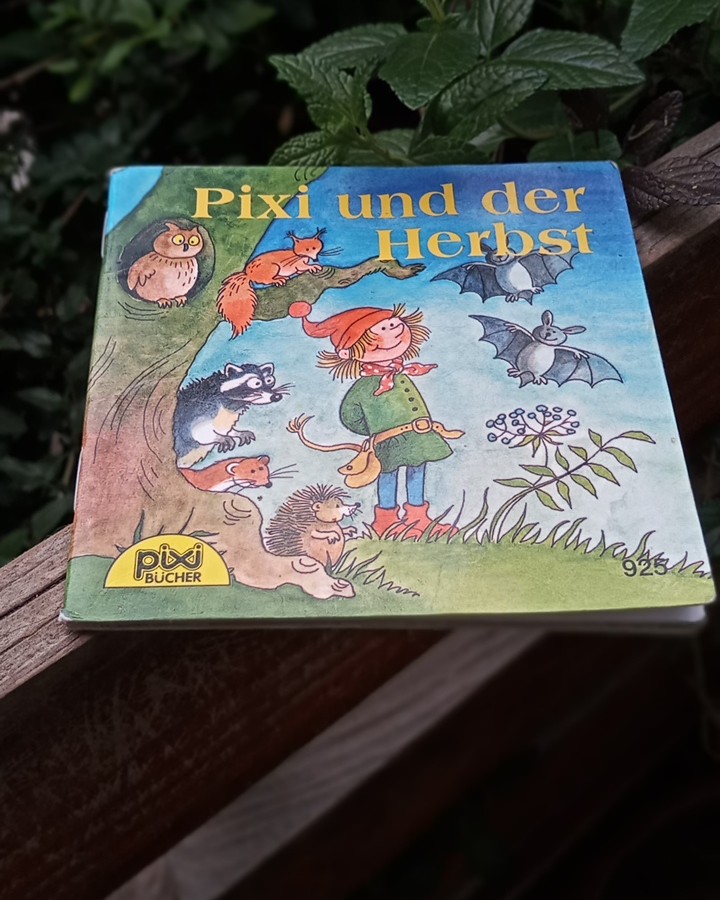 Pixi und der
Herbst
pixi
BÜCHER
925